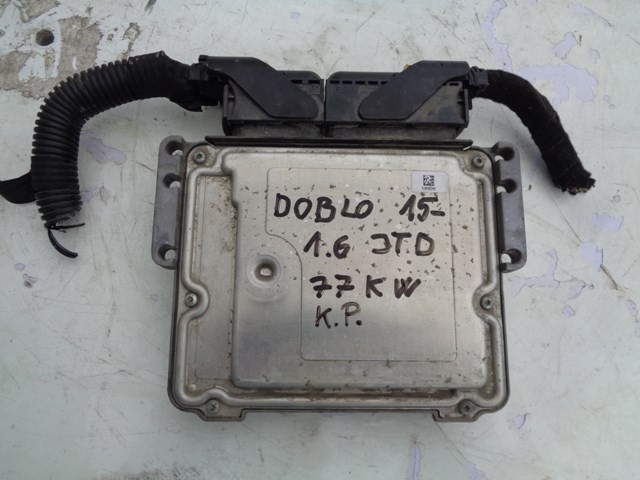 DOBLO 15-
1.6 JTD
77 KW
K.P.